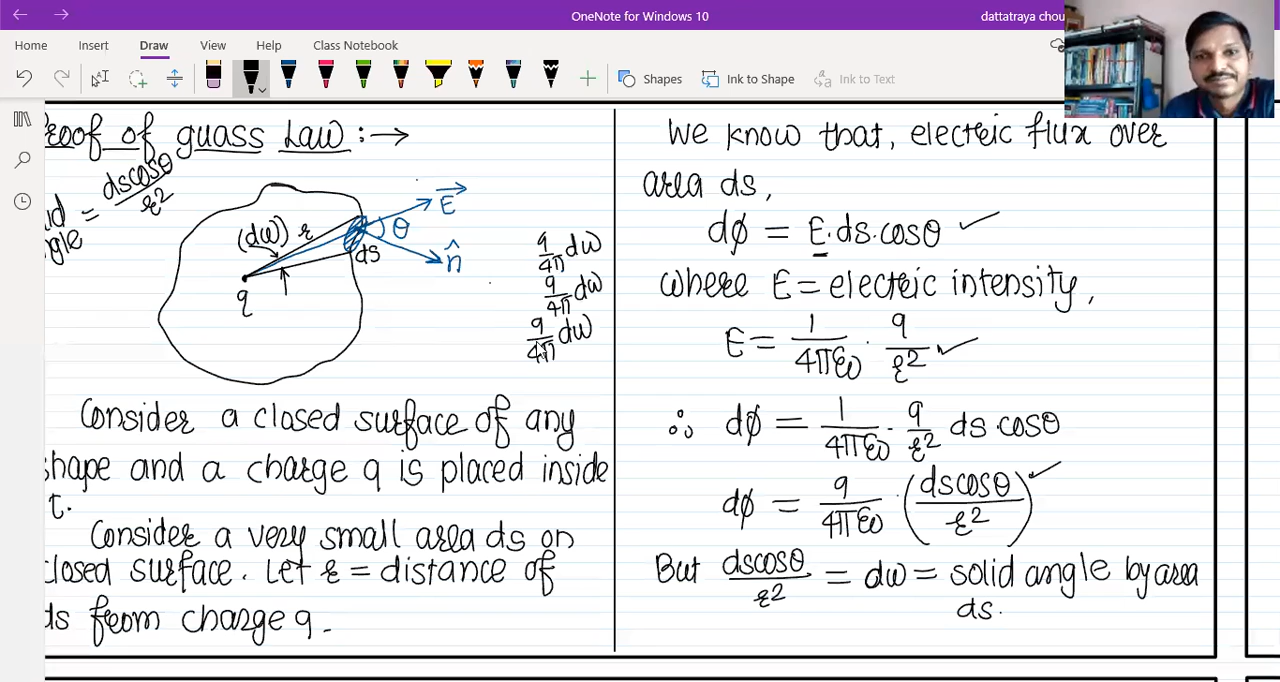 OneNote for Windows 10
dattatraya chou
Home Insert Draw View Help Class Notebook
Shapes Ink to Shape Ink to Text
roof of guass Law :→
= dscosθ/r²
gle
(dω) r
E
θ
ds
n̂
q
q/4π dω
q/4π dω
q/4π dω
Consider a closed surface of any
shape and a charge q is placed inside
t.
Consider a very small area ds on
closed surface. Let r = distance of
ds from charge q.
We know that, electric flux over
area ds,
dϕ = E·ds·cosθ ✓
where E = electric intensity,
E = 1/4πε0 · q/r² ✓
∴ dϕ = 1/4πε0 · q/r² ds·cosθ
dϕ = q/4πε0 · (dscosθ/r²) ✓
But dscosθ/r² = dω = solid angle by area
ds.